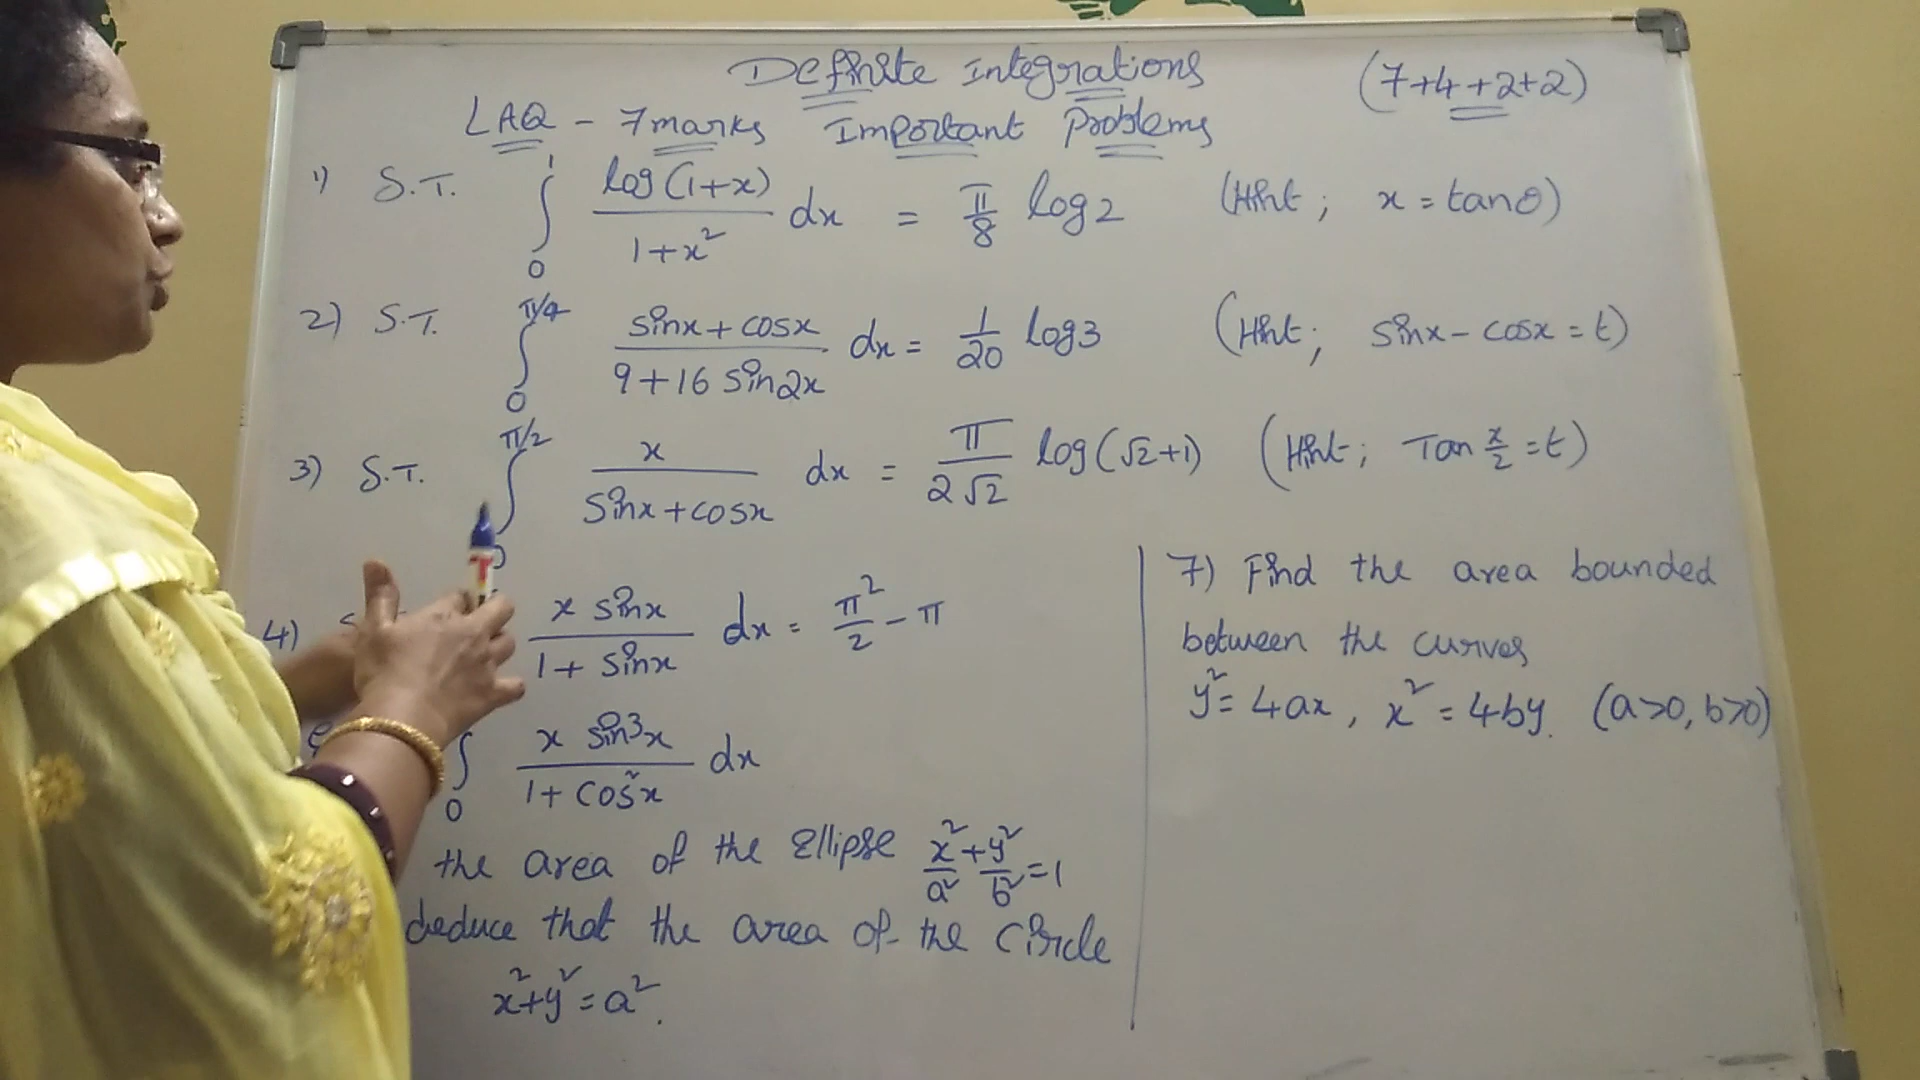 Definite Integrations (7+4+2+2)
LAQ - 7marks Important Problems
1) S.T. ∫₀¹ log(1+x)/(1+x²) dx = π/8 log2 (Hint; x = tanθ)
2) S.T. ∫₀^π/4 (sinx + cosx)/(9+16 sin2x) dx = 1/20 log3 (Hint; sinx - cosx = t)
3) S.T. ∫₀^π/2 x/(sinx + cosx) dx = π/(2√2) log(√2+1) (Hint; Tan x/2 = t)
4) x sinx/(1 + sinx) dx = π²/2 - π
∫₀ x sin³x/(1 + cos²x) dx
the area of the Ellipse x²/a² + y²/b² = 1
deduce that the area of the circle
x²+y² = a².
7) Find the area bounded
between the curves
y² = 4ax, x² = 4by. (a>0, b>0)